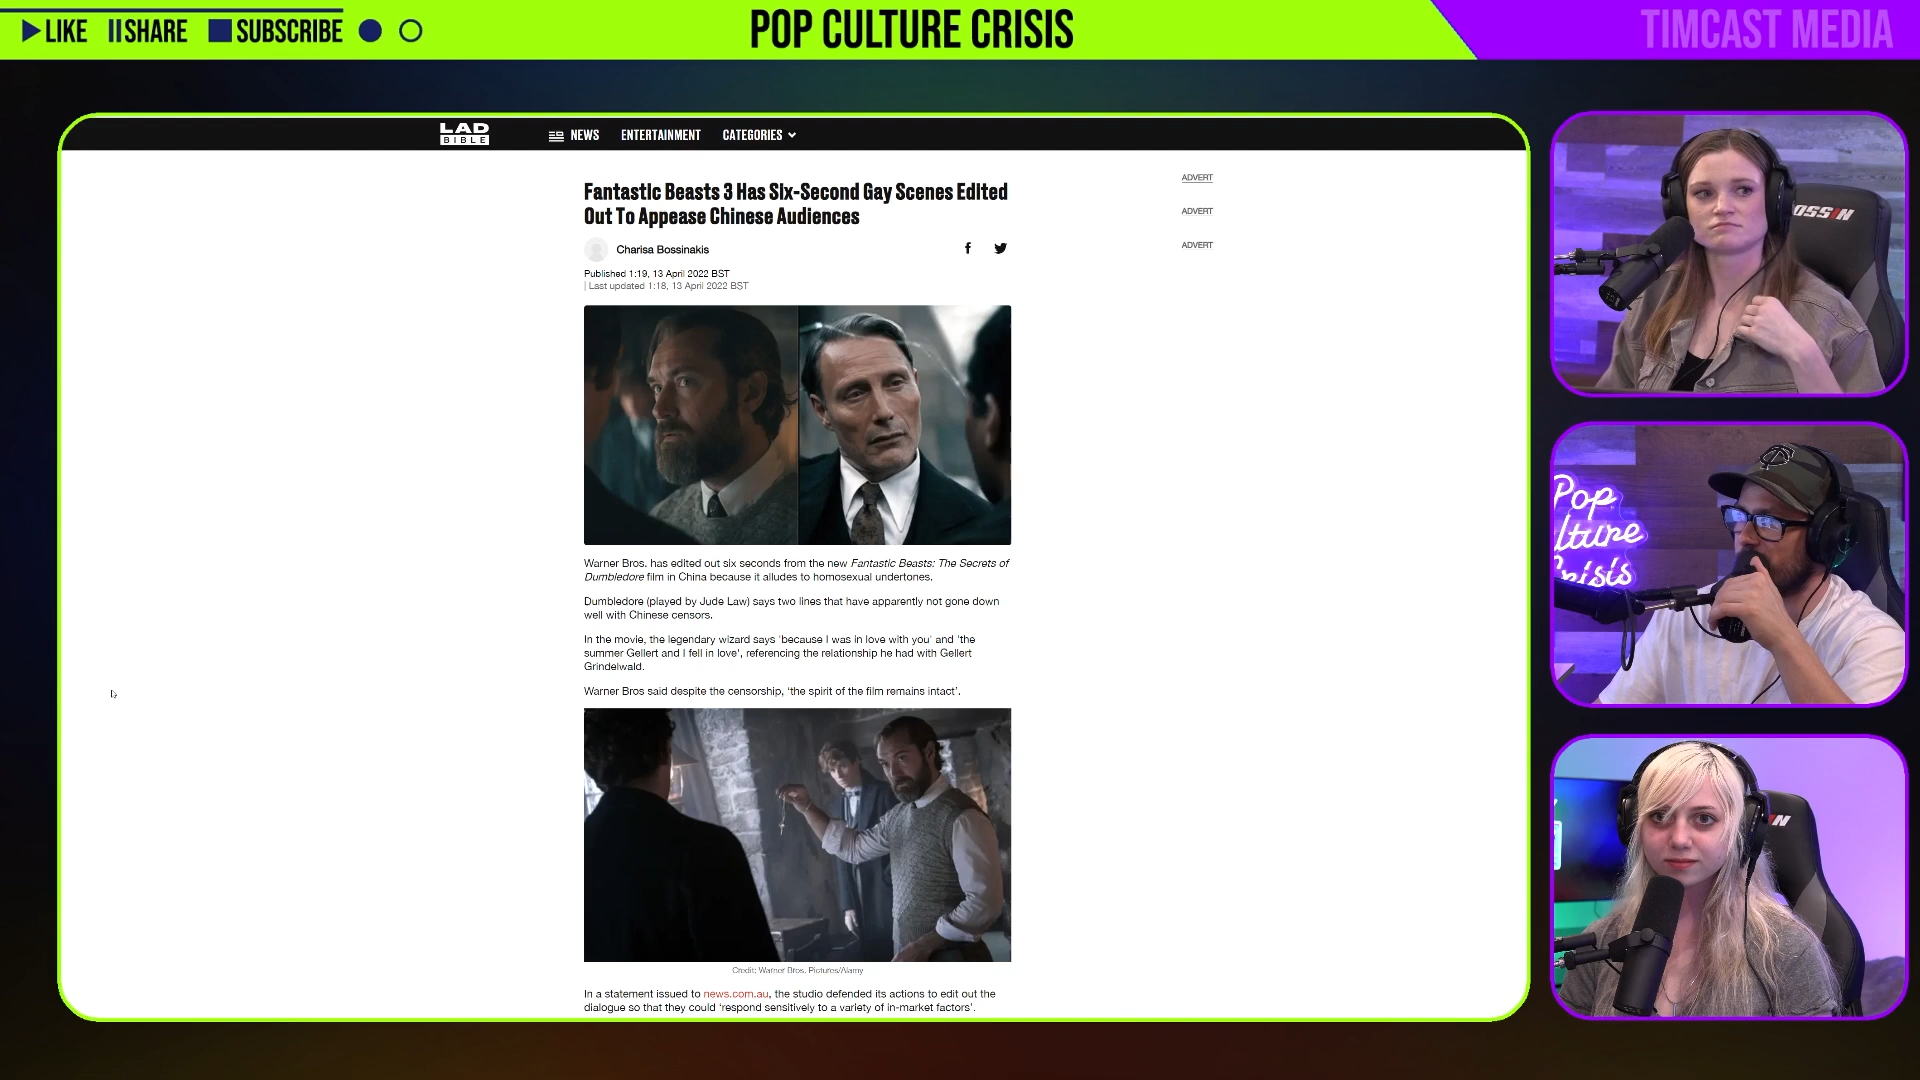 LIKE SHARE SUBSCRIBE
POP CULTURE CRISIS
TIMCAST MEDIA
LAD
BIBLE
NEWS ENTERTAINMENT CATEGORIES
Fantastic Beasts 3 Has Six-Second Gay Scenes Edited
Out To Appease Chinese Audiences
Charisa Bossinakis
Published 1:19, 13 April 2022 BST
| Last updated 1:18, 13 April 2022 BST
ADVERT
ADVERT
ADVERT
Warner Bros. has edited out six seconds from the new Fantastic Beasts: The Secrets of
Dumbledore film in China because it alludes to homosexual undertones.
Dumbledore (played by Jude Law) says two lines that have apparently not gone down
well with Chinese censors.
In the movie, the legendary wizard says 'because I was in love with you' and 'the
summer Gellert and I fell in love', referencing the relationship he had with Gellert
Grindelwald.
Warner Bros said despite the censorship, 'the spirit of the film remains intact'.
Credit: Warner Bros. Pictures/Alamy
In a statement issued to news.com.au, the studio defended its actions to edit out the
dialogue so that they could 'respond sensitively to a variety of in-market factors'.
OSSIN
Pop
lture
risis
N